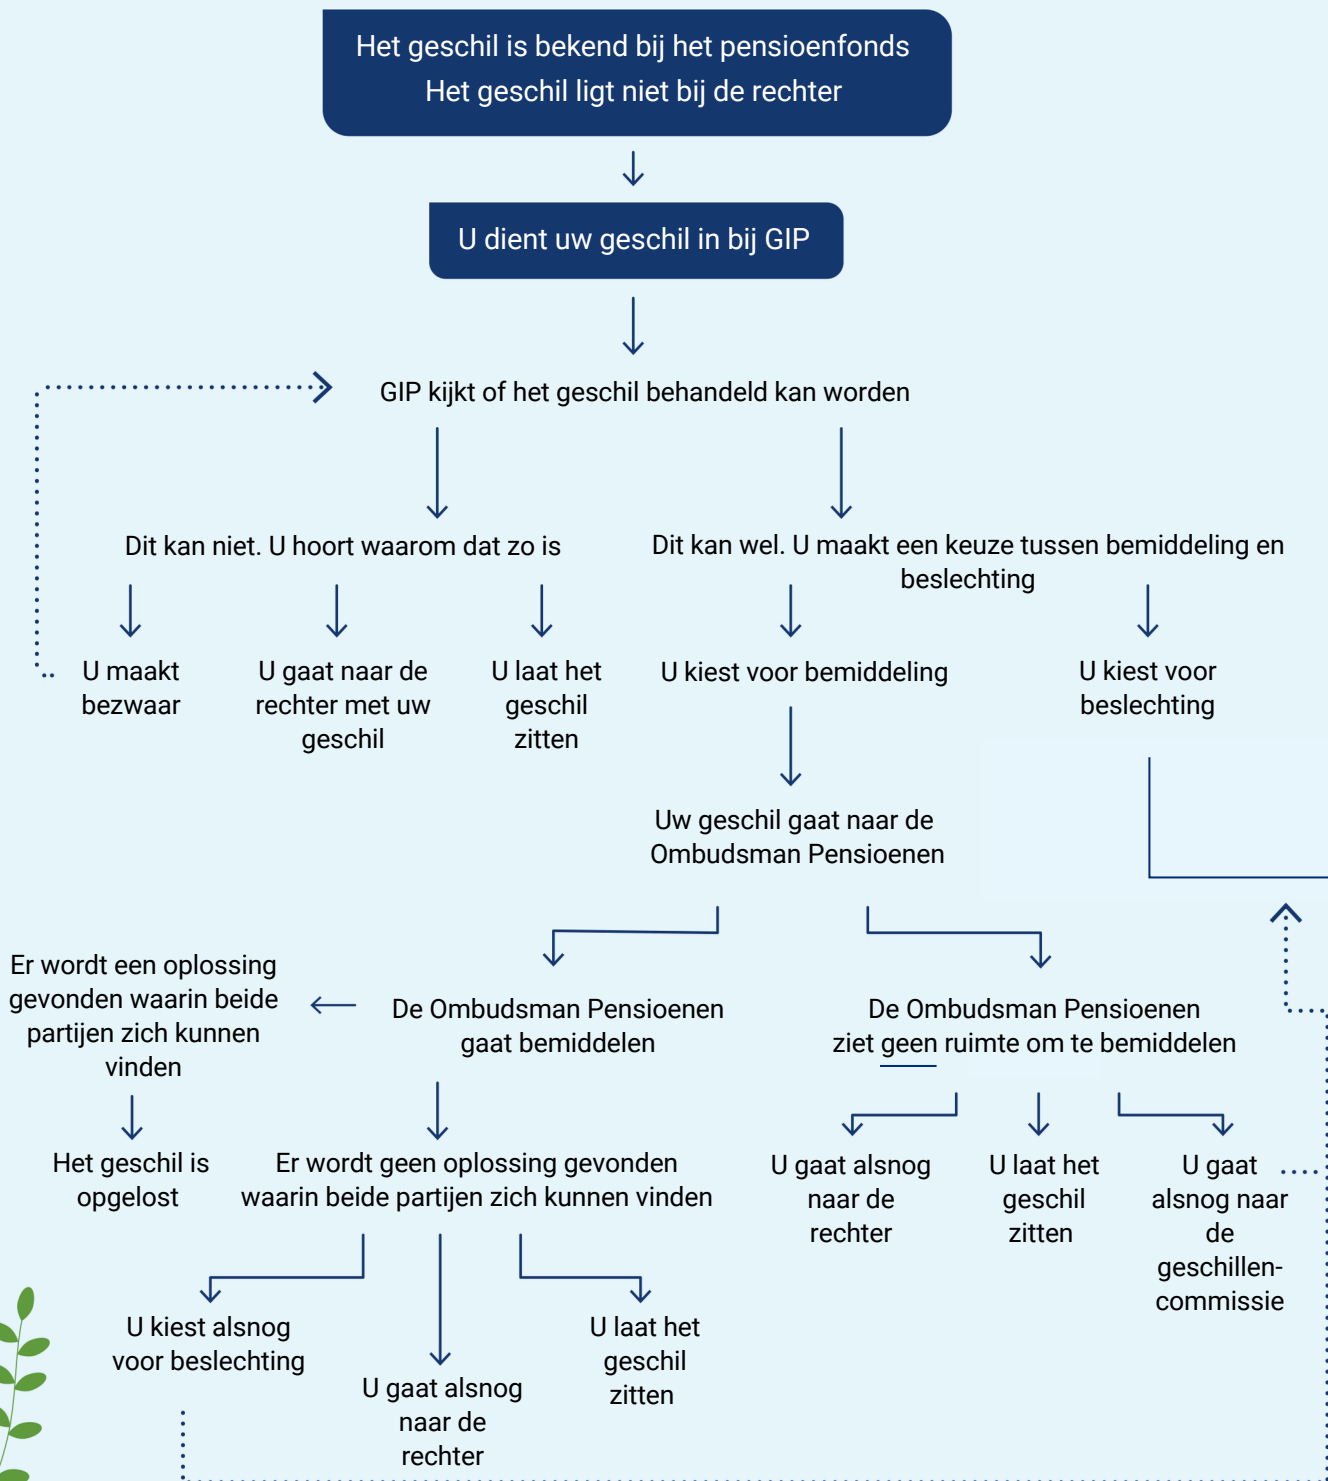 Het geschil is bekend bij het pensioenfonds
Het geschil ligt niet bij de rechter
U dient uw geschil in bij GIP
GIP kijkt of het geschil behandeld kan worden
Dit kan niet. U hoort waarom dat zo is
Dit kan wel. U maakt een keuze tussen bemiddeling en
beslechting
U maakt
bezwaar
U gaat naar de
rechter met uw
geschil
U laat het
geschil
zitten
U kiest voor bemiddeling
U kiest voor
beslechting
Uw geschil gaat naar de
Ombudsman Pensioenen
Er wordt een oplossing
gevonden waarin beide
partijen zich kunnen
vinden
De Ombudsman Pensioenen
gaat bemiddelen
De Ombudsman Pensioenen
ziet geen ruimte om te bemiddelen
Het geschil is
opgelost
Er wordt geen oplossing gevonden
waarin beide partijen zich kunnen vinden
U gaat alsnog
naar de
rechter
U laat het
geschil
zitten
U gaat
alsnog naar
de
geschillen-
commissie
U kiest alsnog
voor beslechting
U gaat alsnog
naar de
rechter
U laat het
geschil
zitten